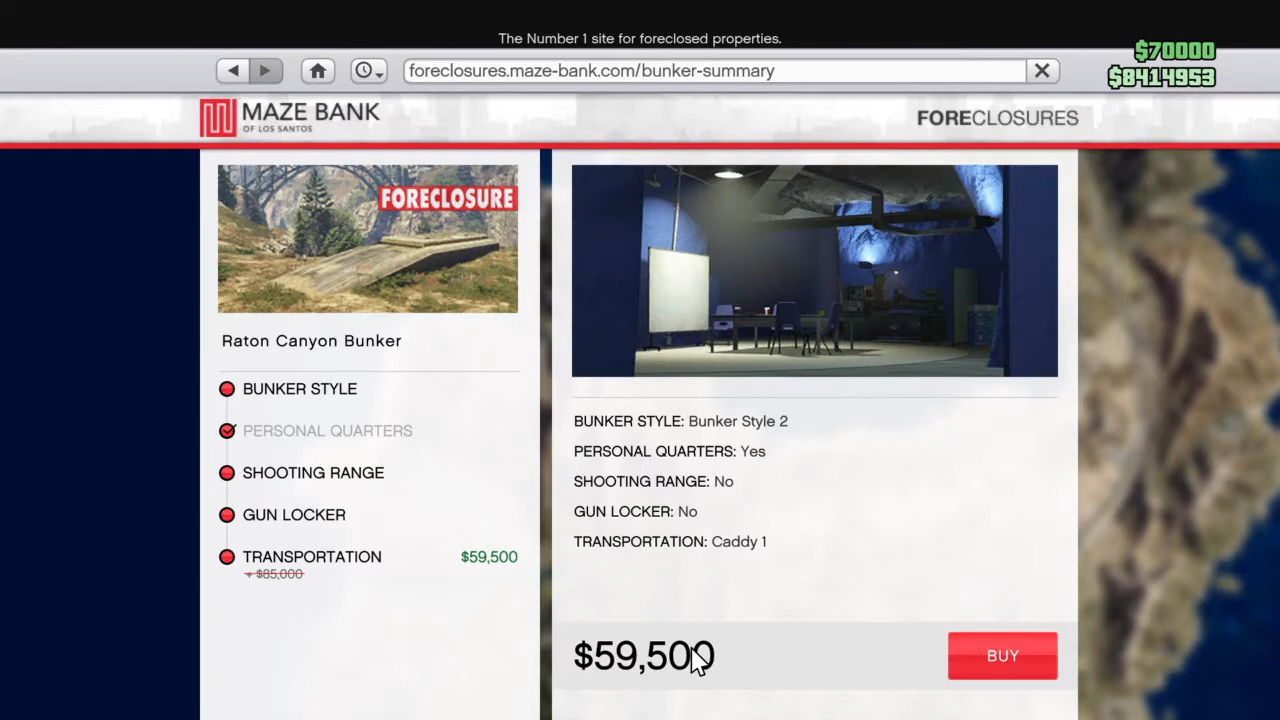 The Number 1 site for foreclosed properties.
$70000
foreclosures.maze-bank.com/bunker-summary
$8414953
MAZE BANK
OF LOS SANTOS
FORECLOSURES
FORECLOSURE
Raton Canyon Bunker
BUNKER STYLE
PERSONAL QUARTERS
SHOOTING RANGE
GUN LOCKER
TRANSPORTATION $59,500
+ $85,000
BUNKER STYLE: Bunker Style 2
PERSONAL QUARTERS: Yes
SHOOTING RANGE: No
GUN LOCKER: No
TRANSPORTATION: Caddy 1
$59,500
BUY